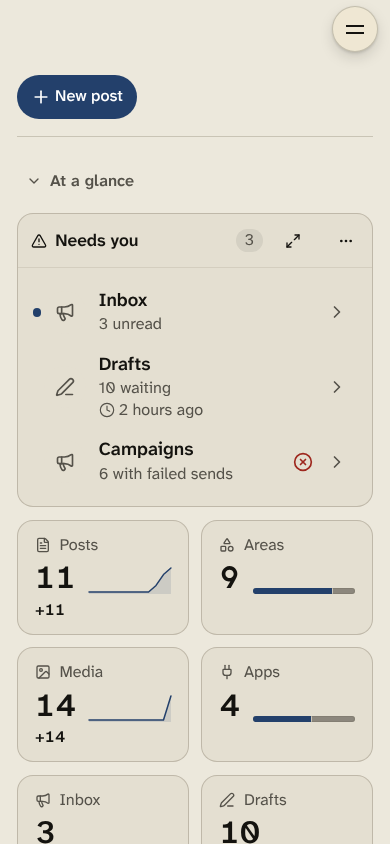 New post
At a glance
Needs you
3
Inbox
3 unread
Drafts
10 waiting
2 hours ago
Campaigns
6 with failed sends
Posts
11
+11
Areas
9
Media
14
+14
Apps
4
Inbox
3
Drafts
10